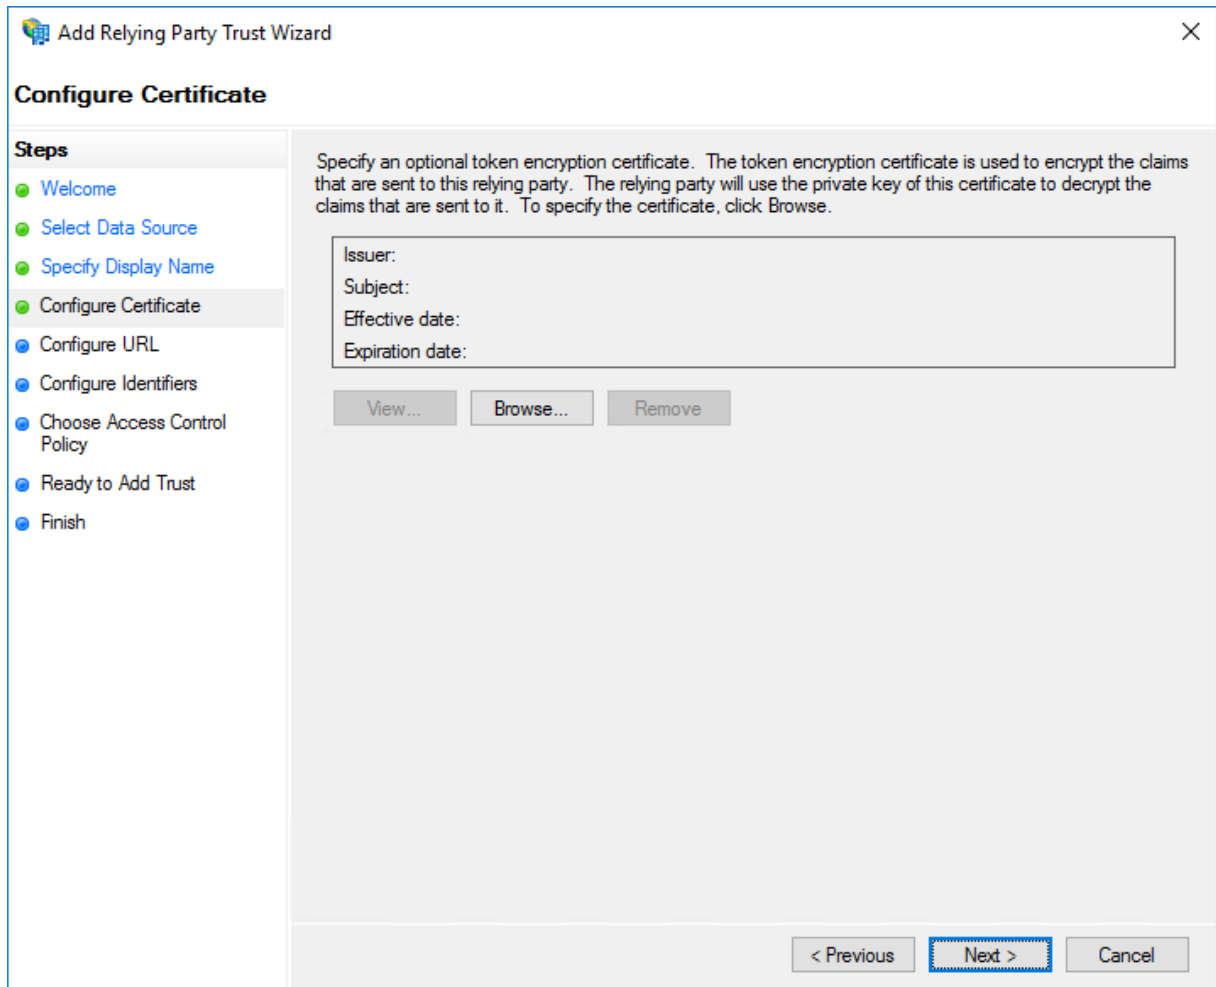 Add Relying Party Trust Wizard
Configure Certificate
Steps
Welcome
Select Data Source
Specify Display Name
Configure Certificate
Configure URL
Configure Identifiers
Choose Access Control
Policy
Ready to Add Trust
Finish
Specify an optional token encryption certificate.  The token encryption certificate is used to encrypt the claims
that are sent to this relying party.  The relying party will use the private key of this certificate to decrypt the
claims that are sent to it.  To specify the certificate, click Browse.
Issuer:
Subject:
Effective date:
Expiration date:
View...
Browse...
Remove
< Previous
Next >
Cancel